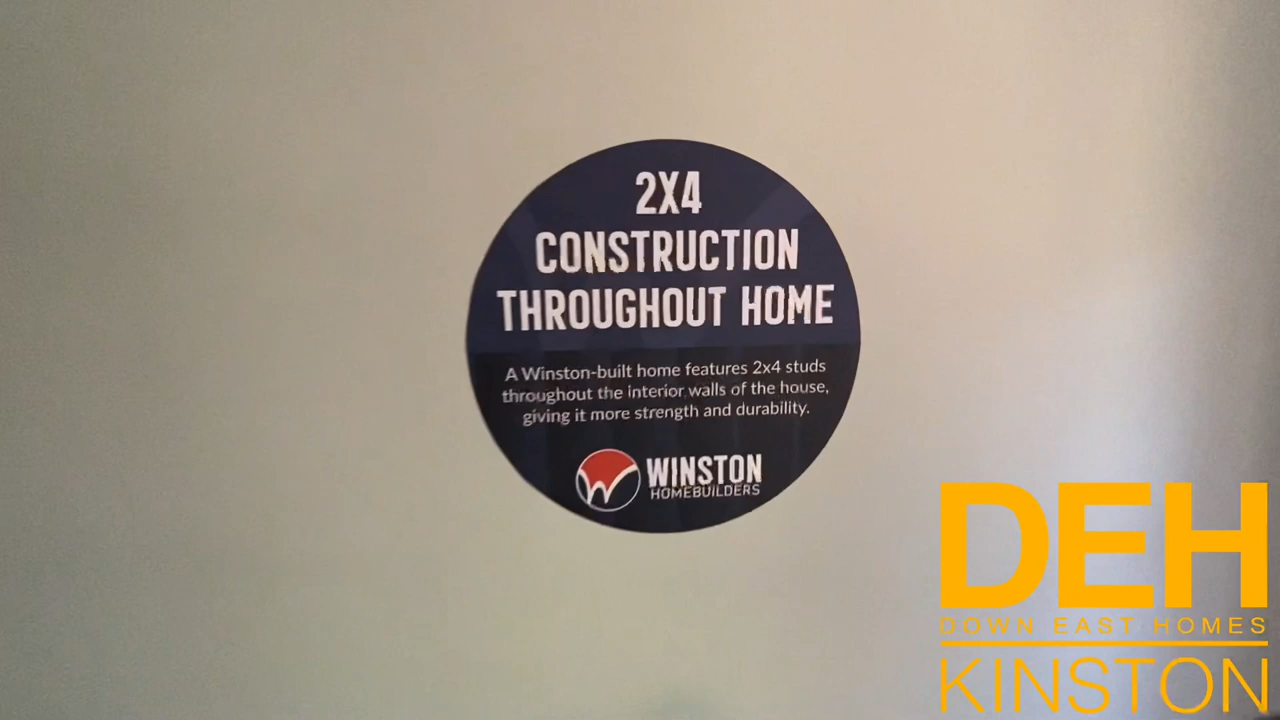 2X4
CONSTRUCTION
THROUGHOUT HOME
A Winston-built home features 2x4 studs
throughout the interior walls of the house,
giving it more strength and durability.
WINSTON
HOMEBUILDERS
DEH
DOWN EAST HOMES
KINSTON